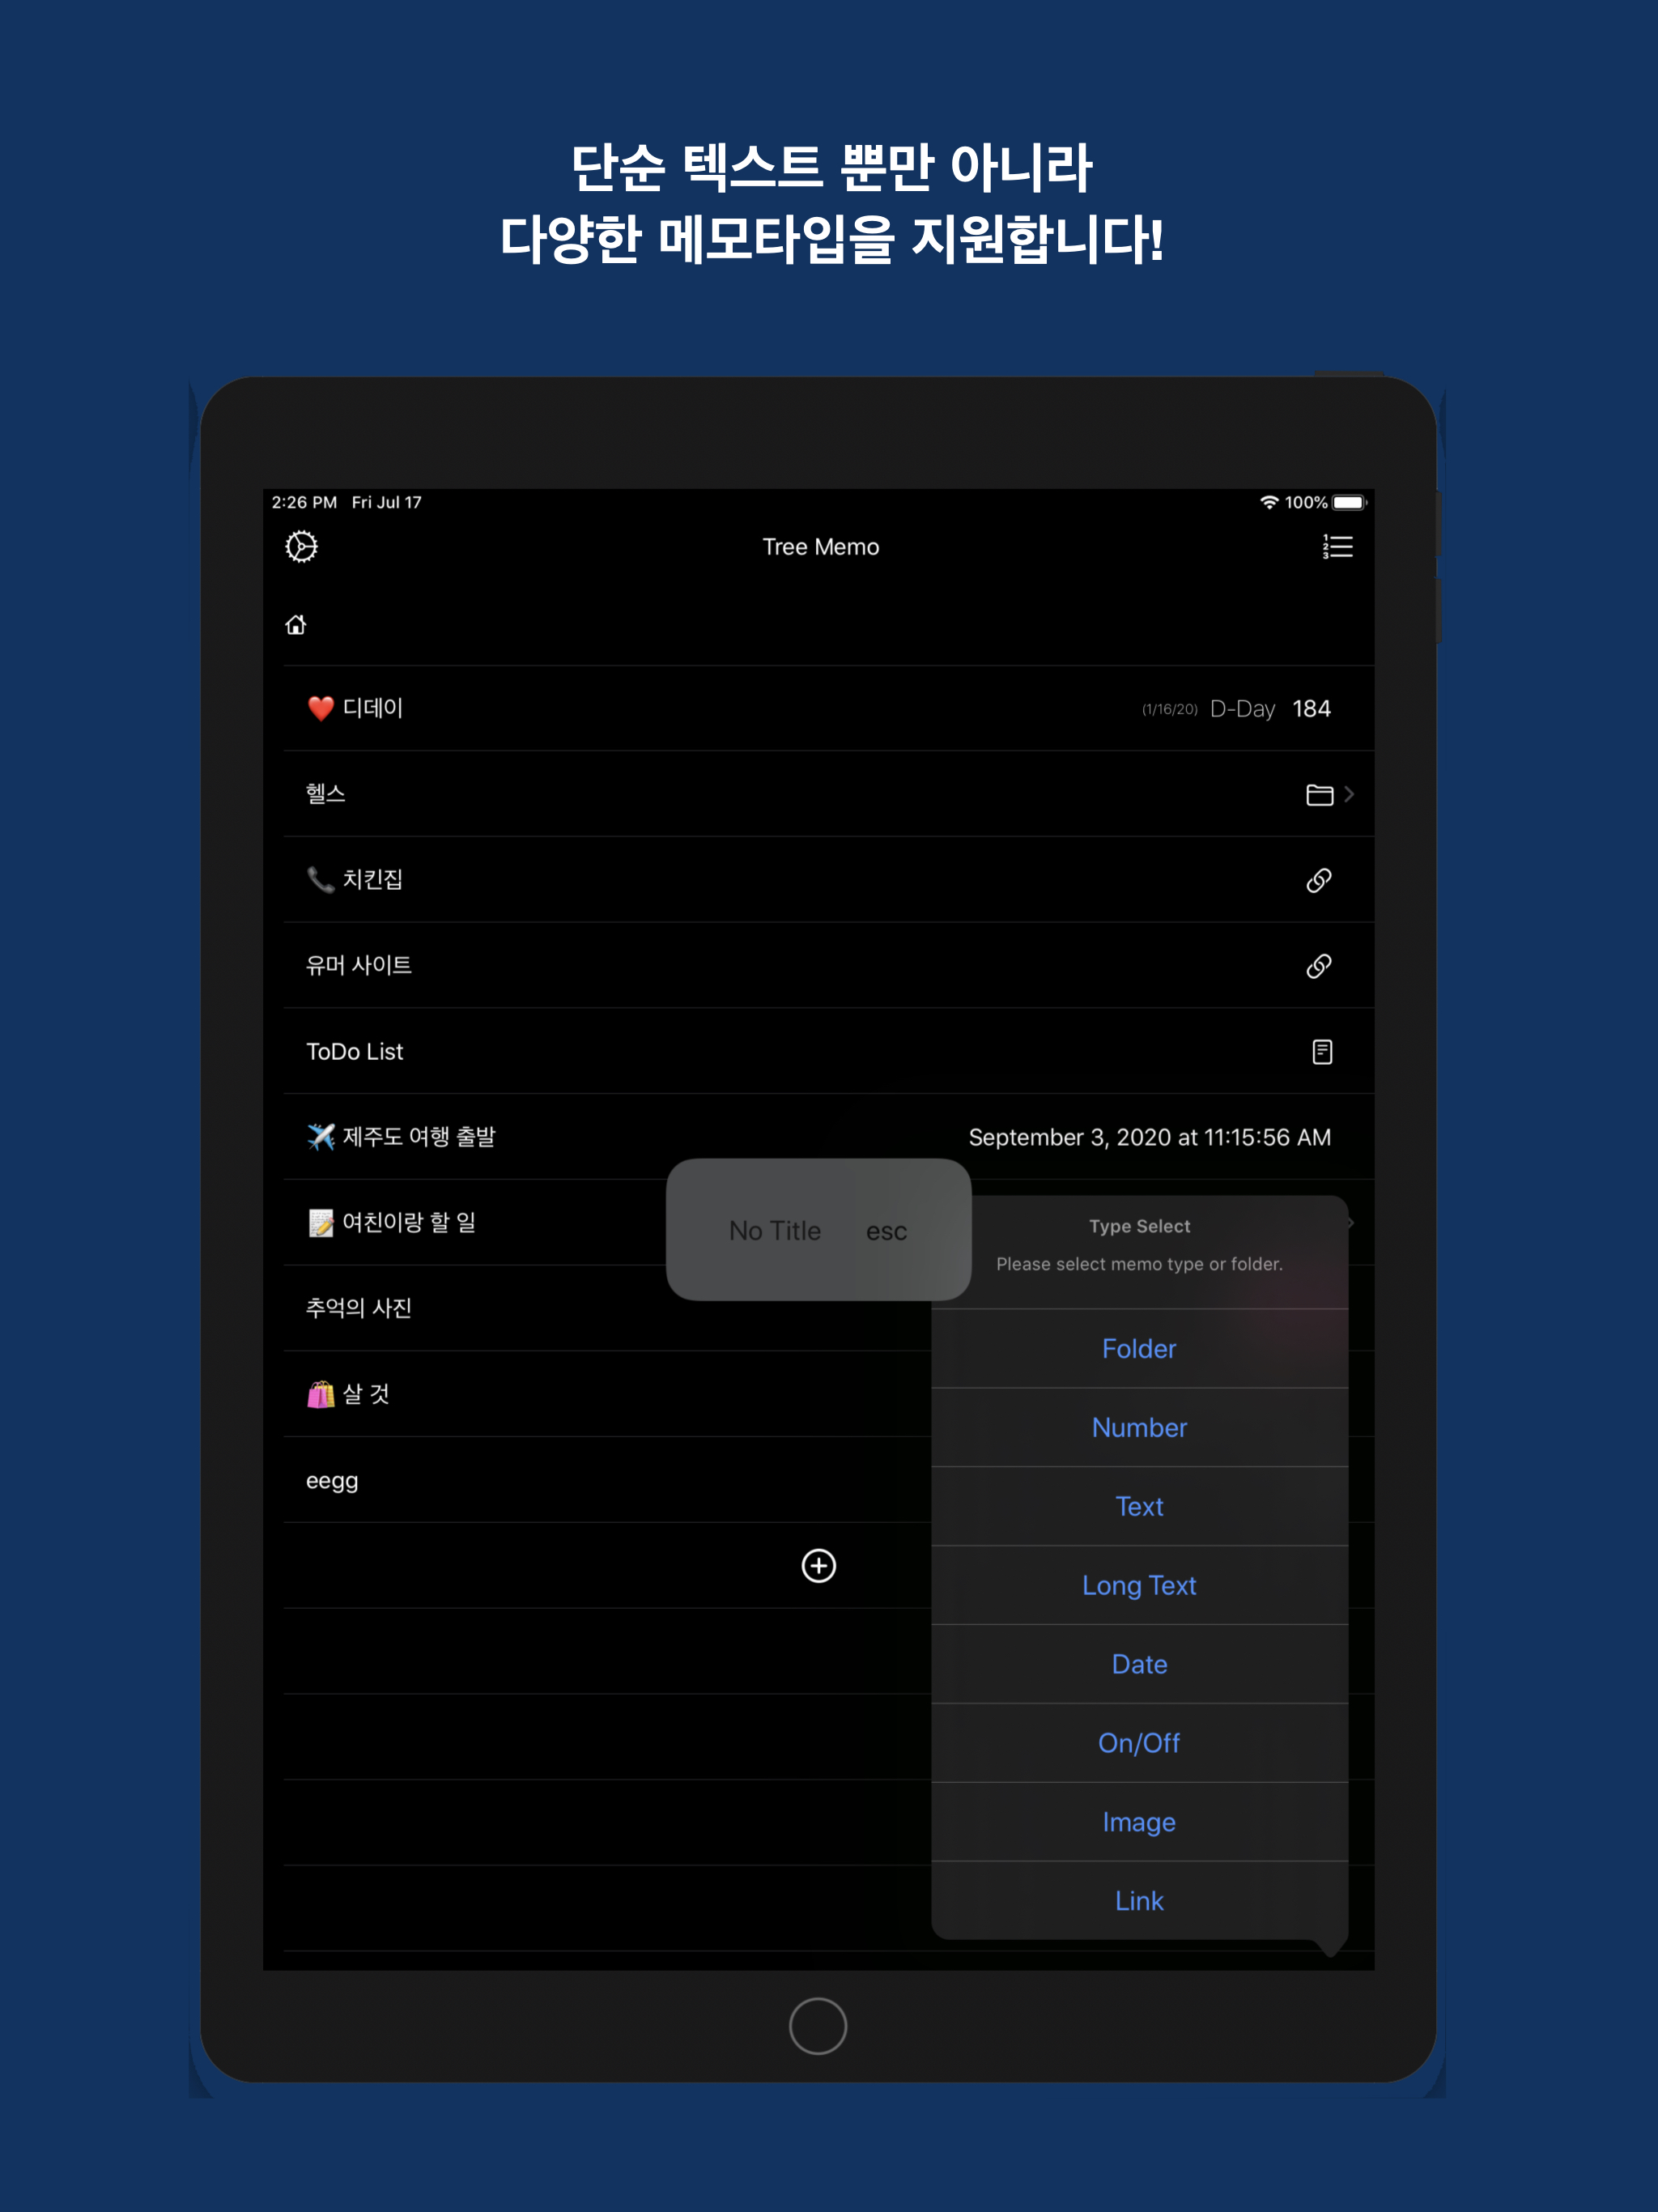 단순 텍스트 뿐만 아니라
다양한 메모타입을 지원합니다!
2:26 PM Fri Jul 17 100%
Tree Memo
1
2
3
❤️ 디데이 (1/16/20) D-Day 184
헬스
📞 치킨집
유머 사이트
ToDo List
✈️ 제주도 여행 출발 September 3, 2020 at 11:15:56 AM
📝 여친이랑 할 일
추억의 사진
🛍️ 살 것
eegg
No Title esc
Type Select
Please select memo type or folder.
Folder
Number
Text
Long Text
Date
On/Off
Image
Link